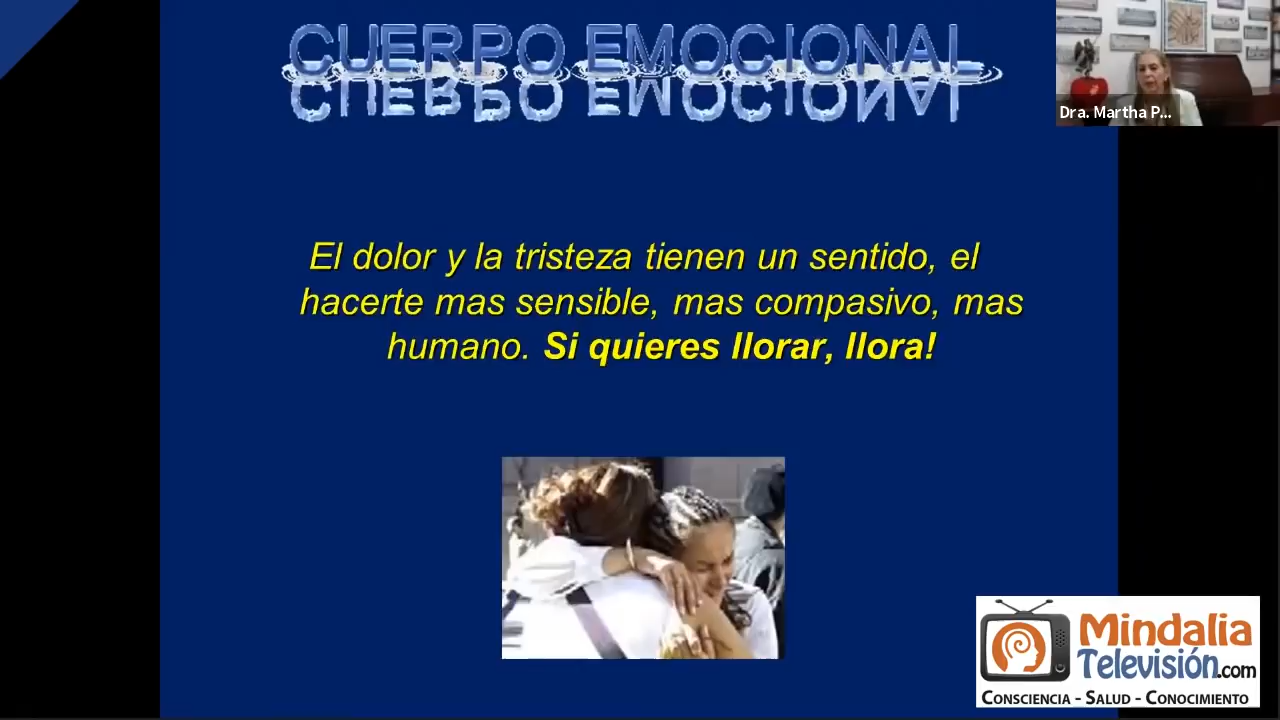 CUERPO EMOCIONAL
Dra. Martha P...
El dolor y la tristeza tienen un sentido, el
hacerte mas sensible, mas compasivo, mas
humano. Si quieres llorar, llora!
Mindalia
Televisión.com
CONSCIENCIA - SALUD - CONOCIMIENTO